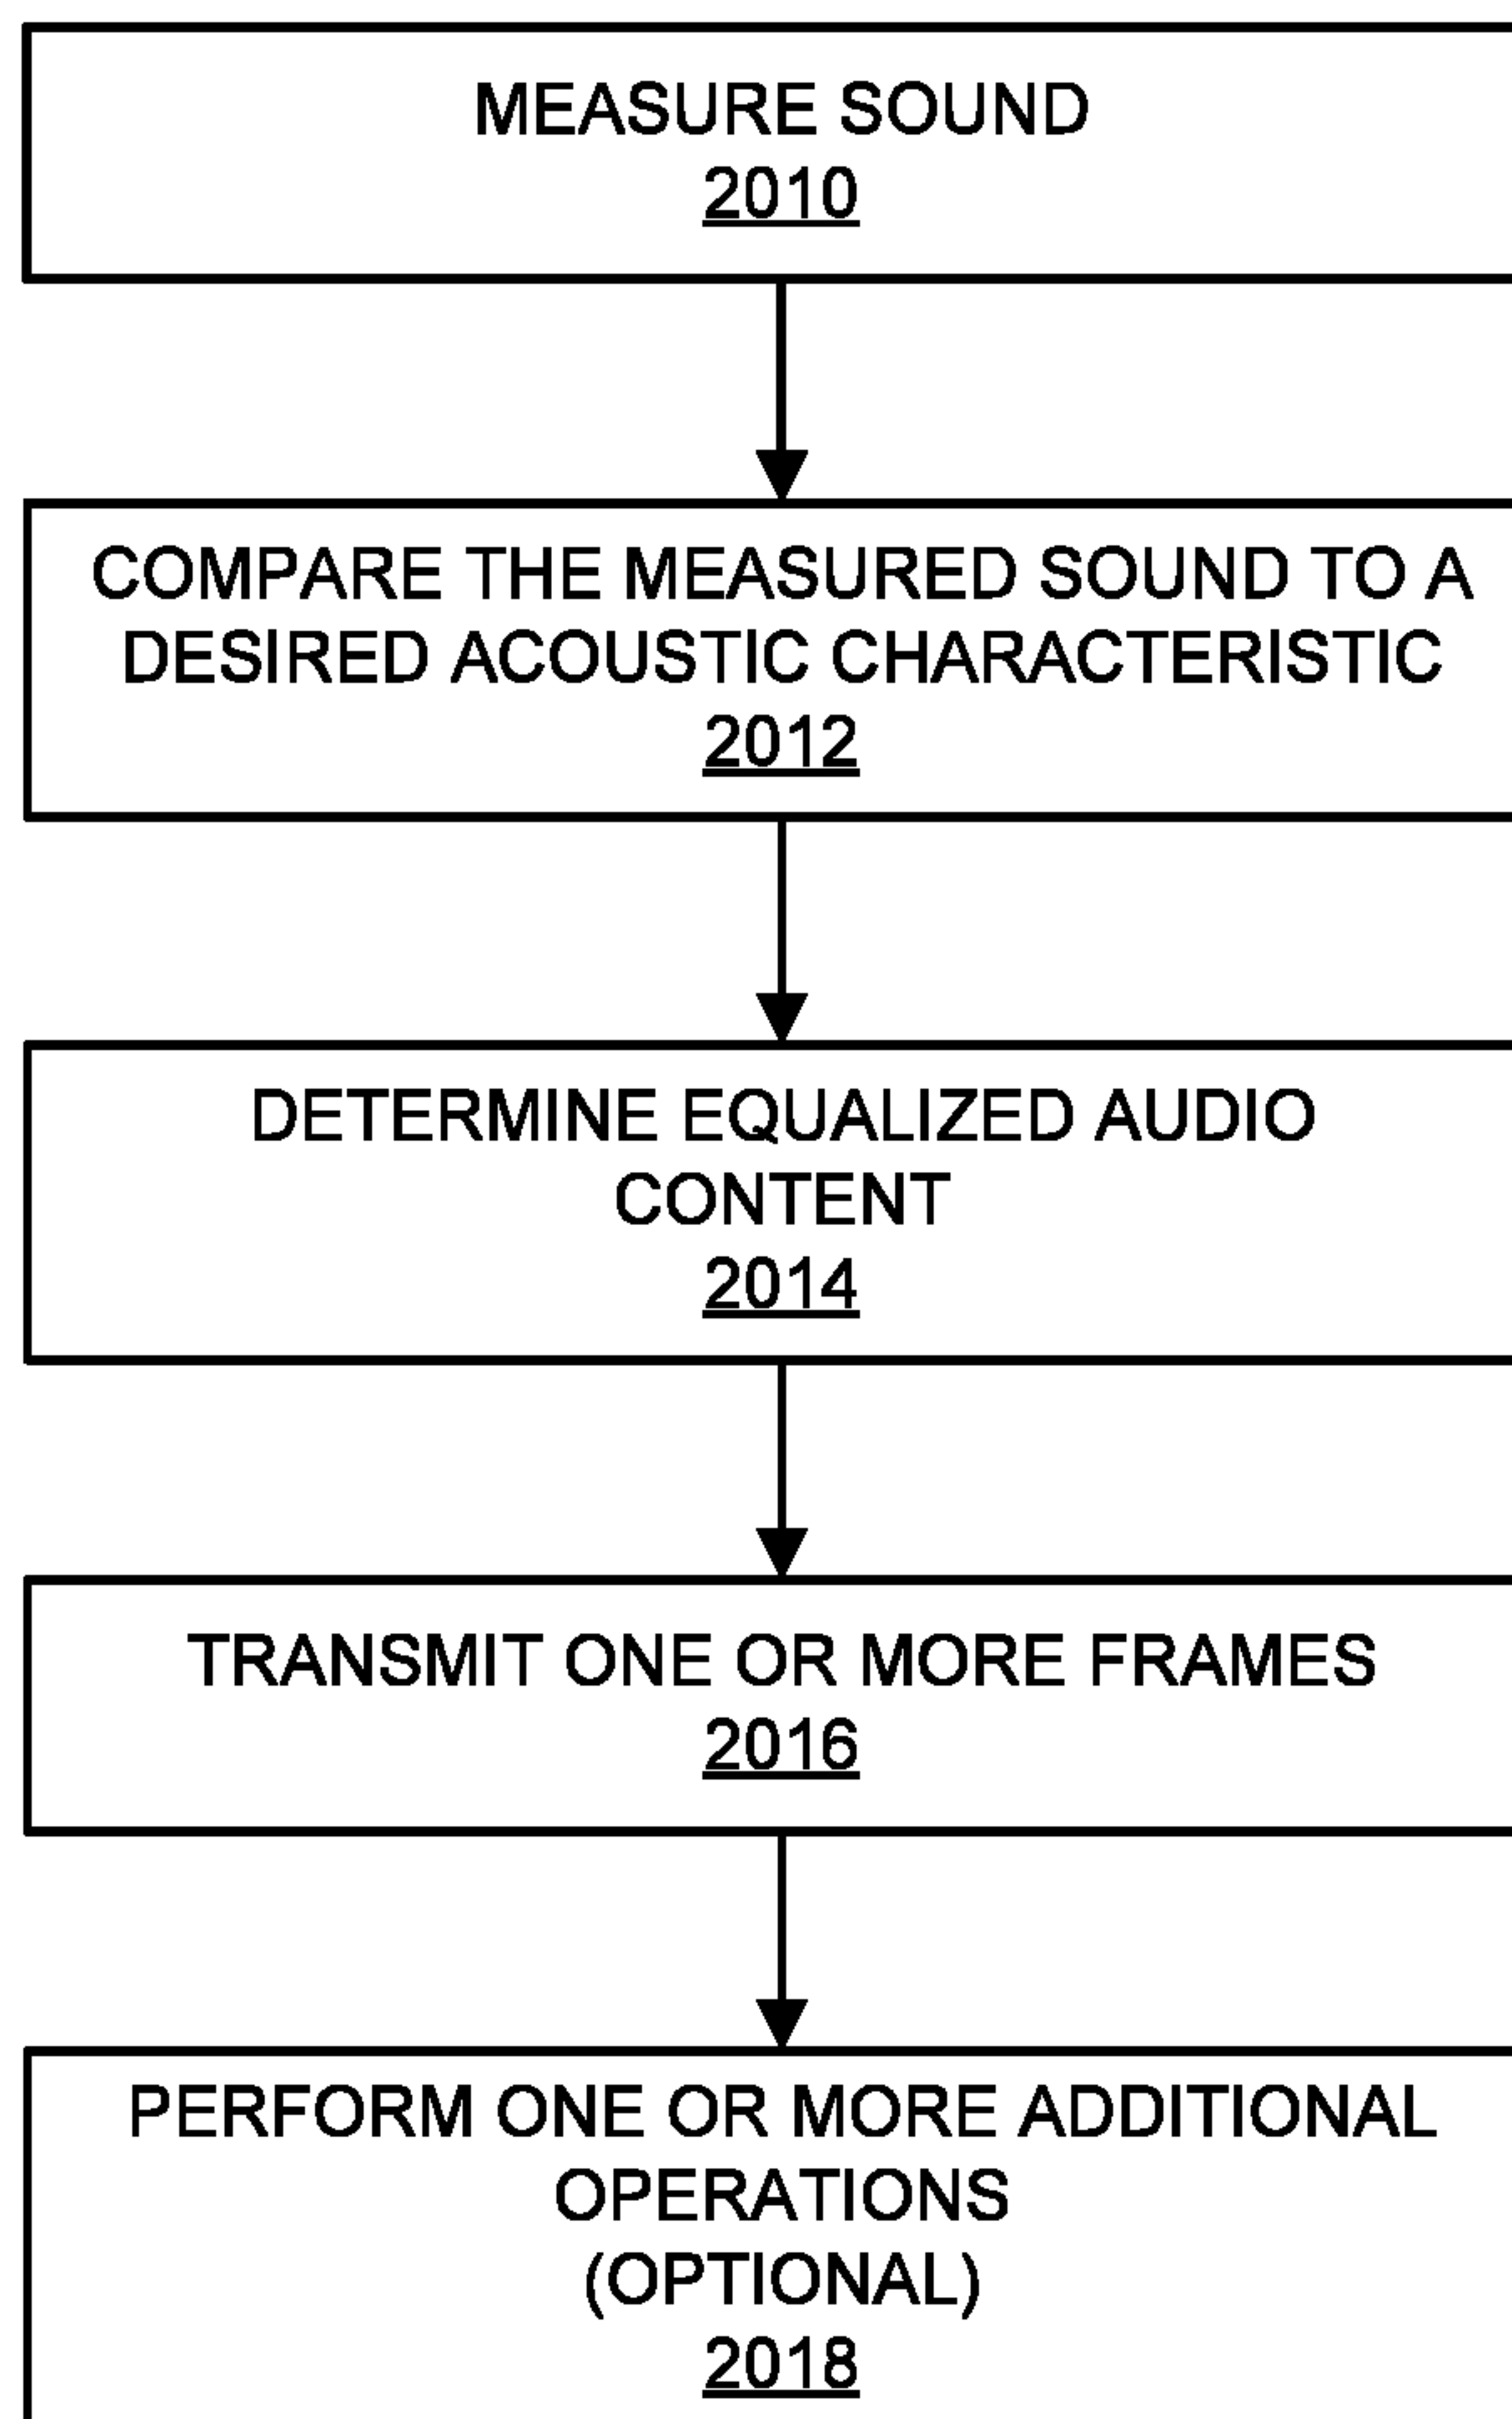 MEASURE SOUND
2010
COMPARE THE MEASURED SOUND TO A
DESIRED ACOUSTIC CHARACTERISTIC
2012
DETERMINE EQUALIZED AUDIO
CONTENT
2014
TRANSMIT ONE OR MORE FRAMES
2016
PERFORM ONE OR MORE ADDITIONAL
OPERATIONS
(OPTIONAL)
2018